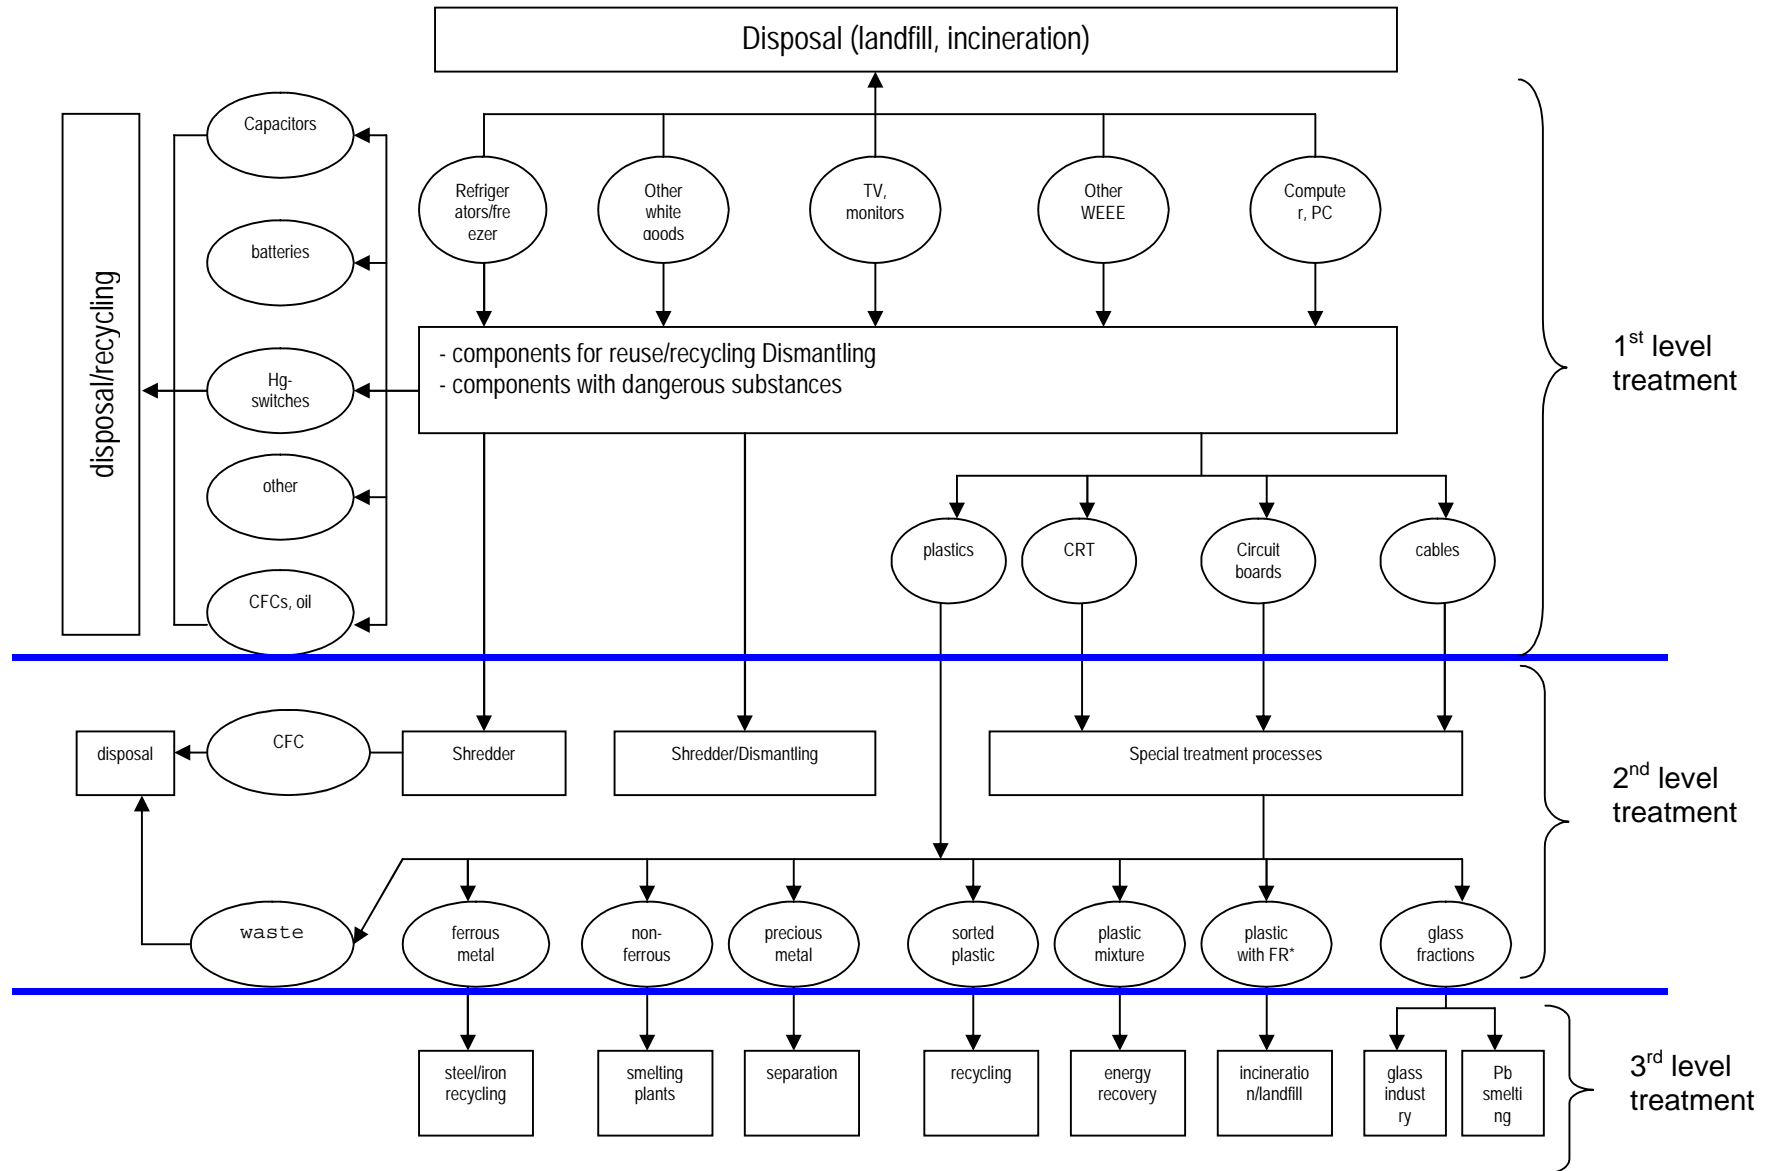 Disposal (landfill, incineration)
disposal/recycling
Capacitors
batteries
Hg-
switches
other
CFCs, oil
Refriger
ators/fre
ezer
Other
white
goods
TV,
monitors
Other
WEEE
Compute
r, PC
- components for reuse/recycling Dismantling
- components with dangerous substances
1st level
treatment
plastics
CRT
Circuit
boards
cables
disposal
CFC
Shredder
Shredder/Dismantling
Special treatment processes
2nd level
treatment
waste
ferrous
metal
non-
ferrous
precious
metal
sorted
plastic
plastic
mixture
plastic
with FR*
glass
fractions
steel/iron
recycling
smelting
plants
separation
recycling
energy
recovery
incineratio
n/landfill
glass
indust
ry
Pb
smelti
ng
3rd level
treatment